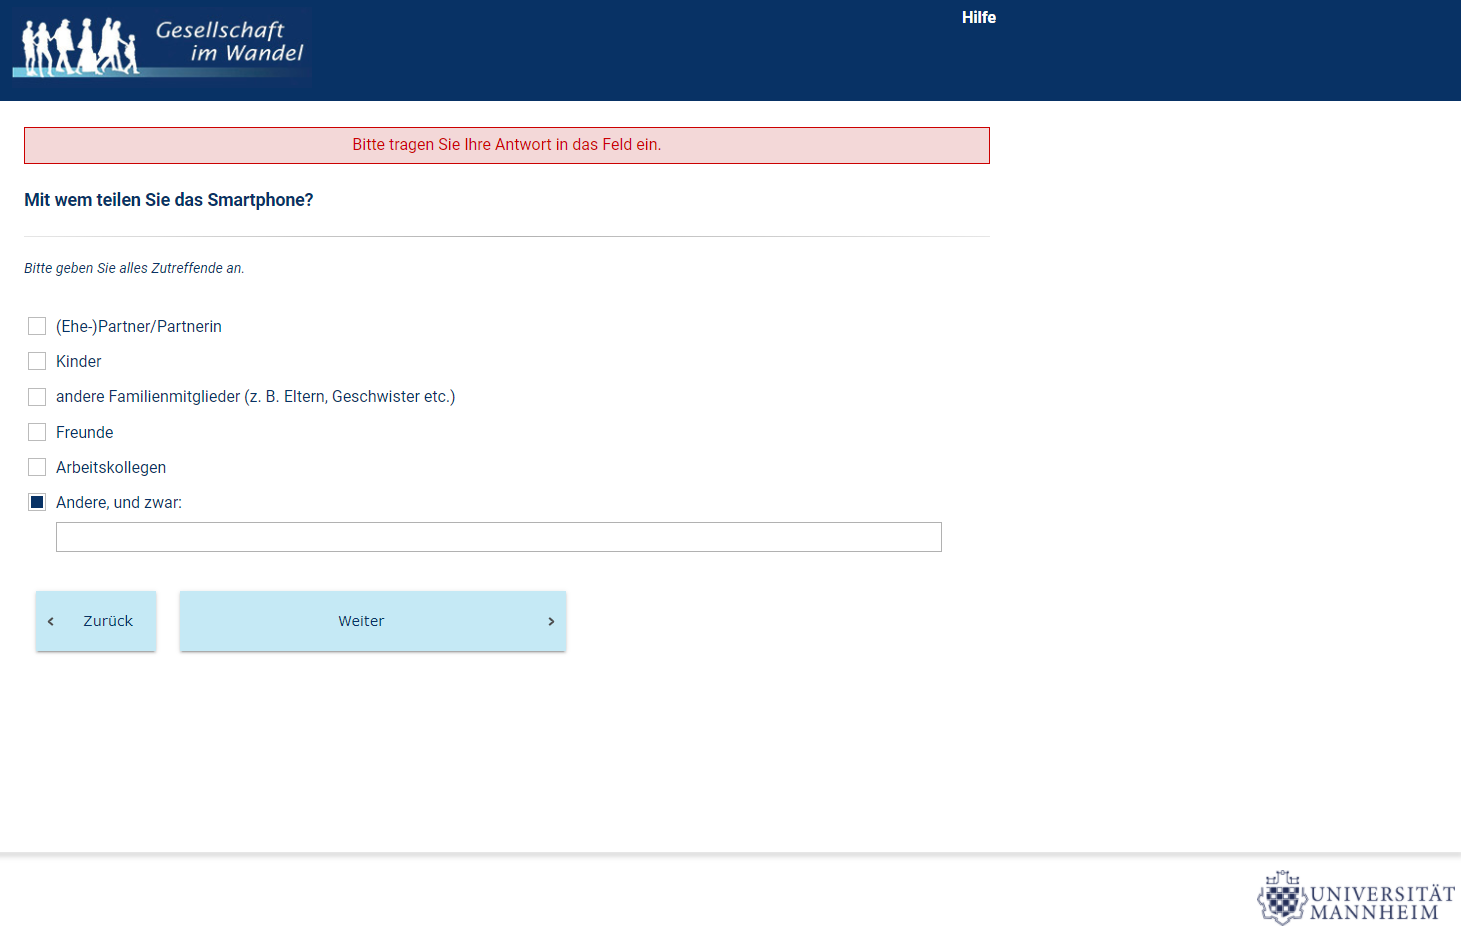 Gesellschaft
im Wandel
Hilfe
Bitte tragen Sie Ihre Antwort in das Feld ein.
Mit wem teilen Sie das Smartphone?
Bitte geben Sie alles Zutreffende an.
(Ehe-)Partner/Partnerin
Kinder
andere Familienmitglieder (z. B. Eltern, Geschwister etc.)
Freunde
Arbeitskollegen
Andere, und zwar:
Zurück
Weiter
UNIVERSITÄT
MANNHEIM